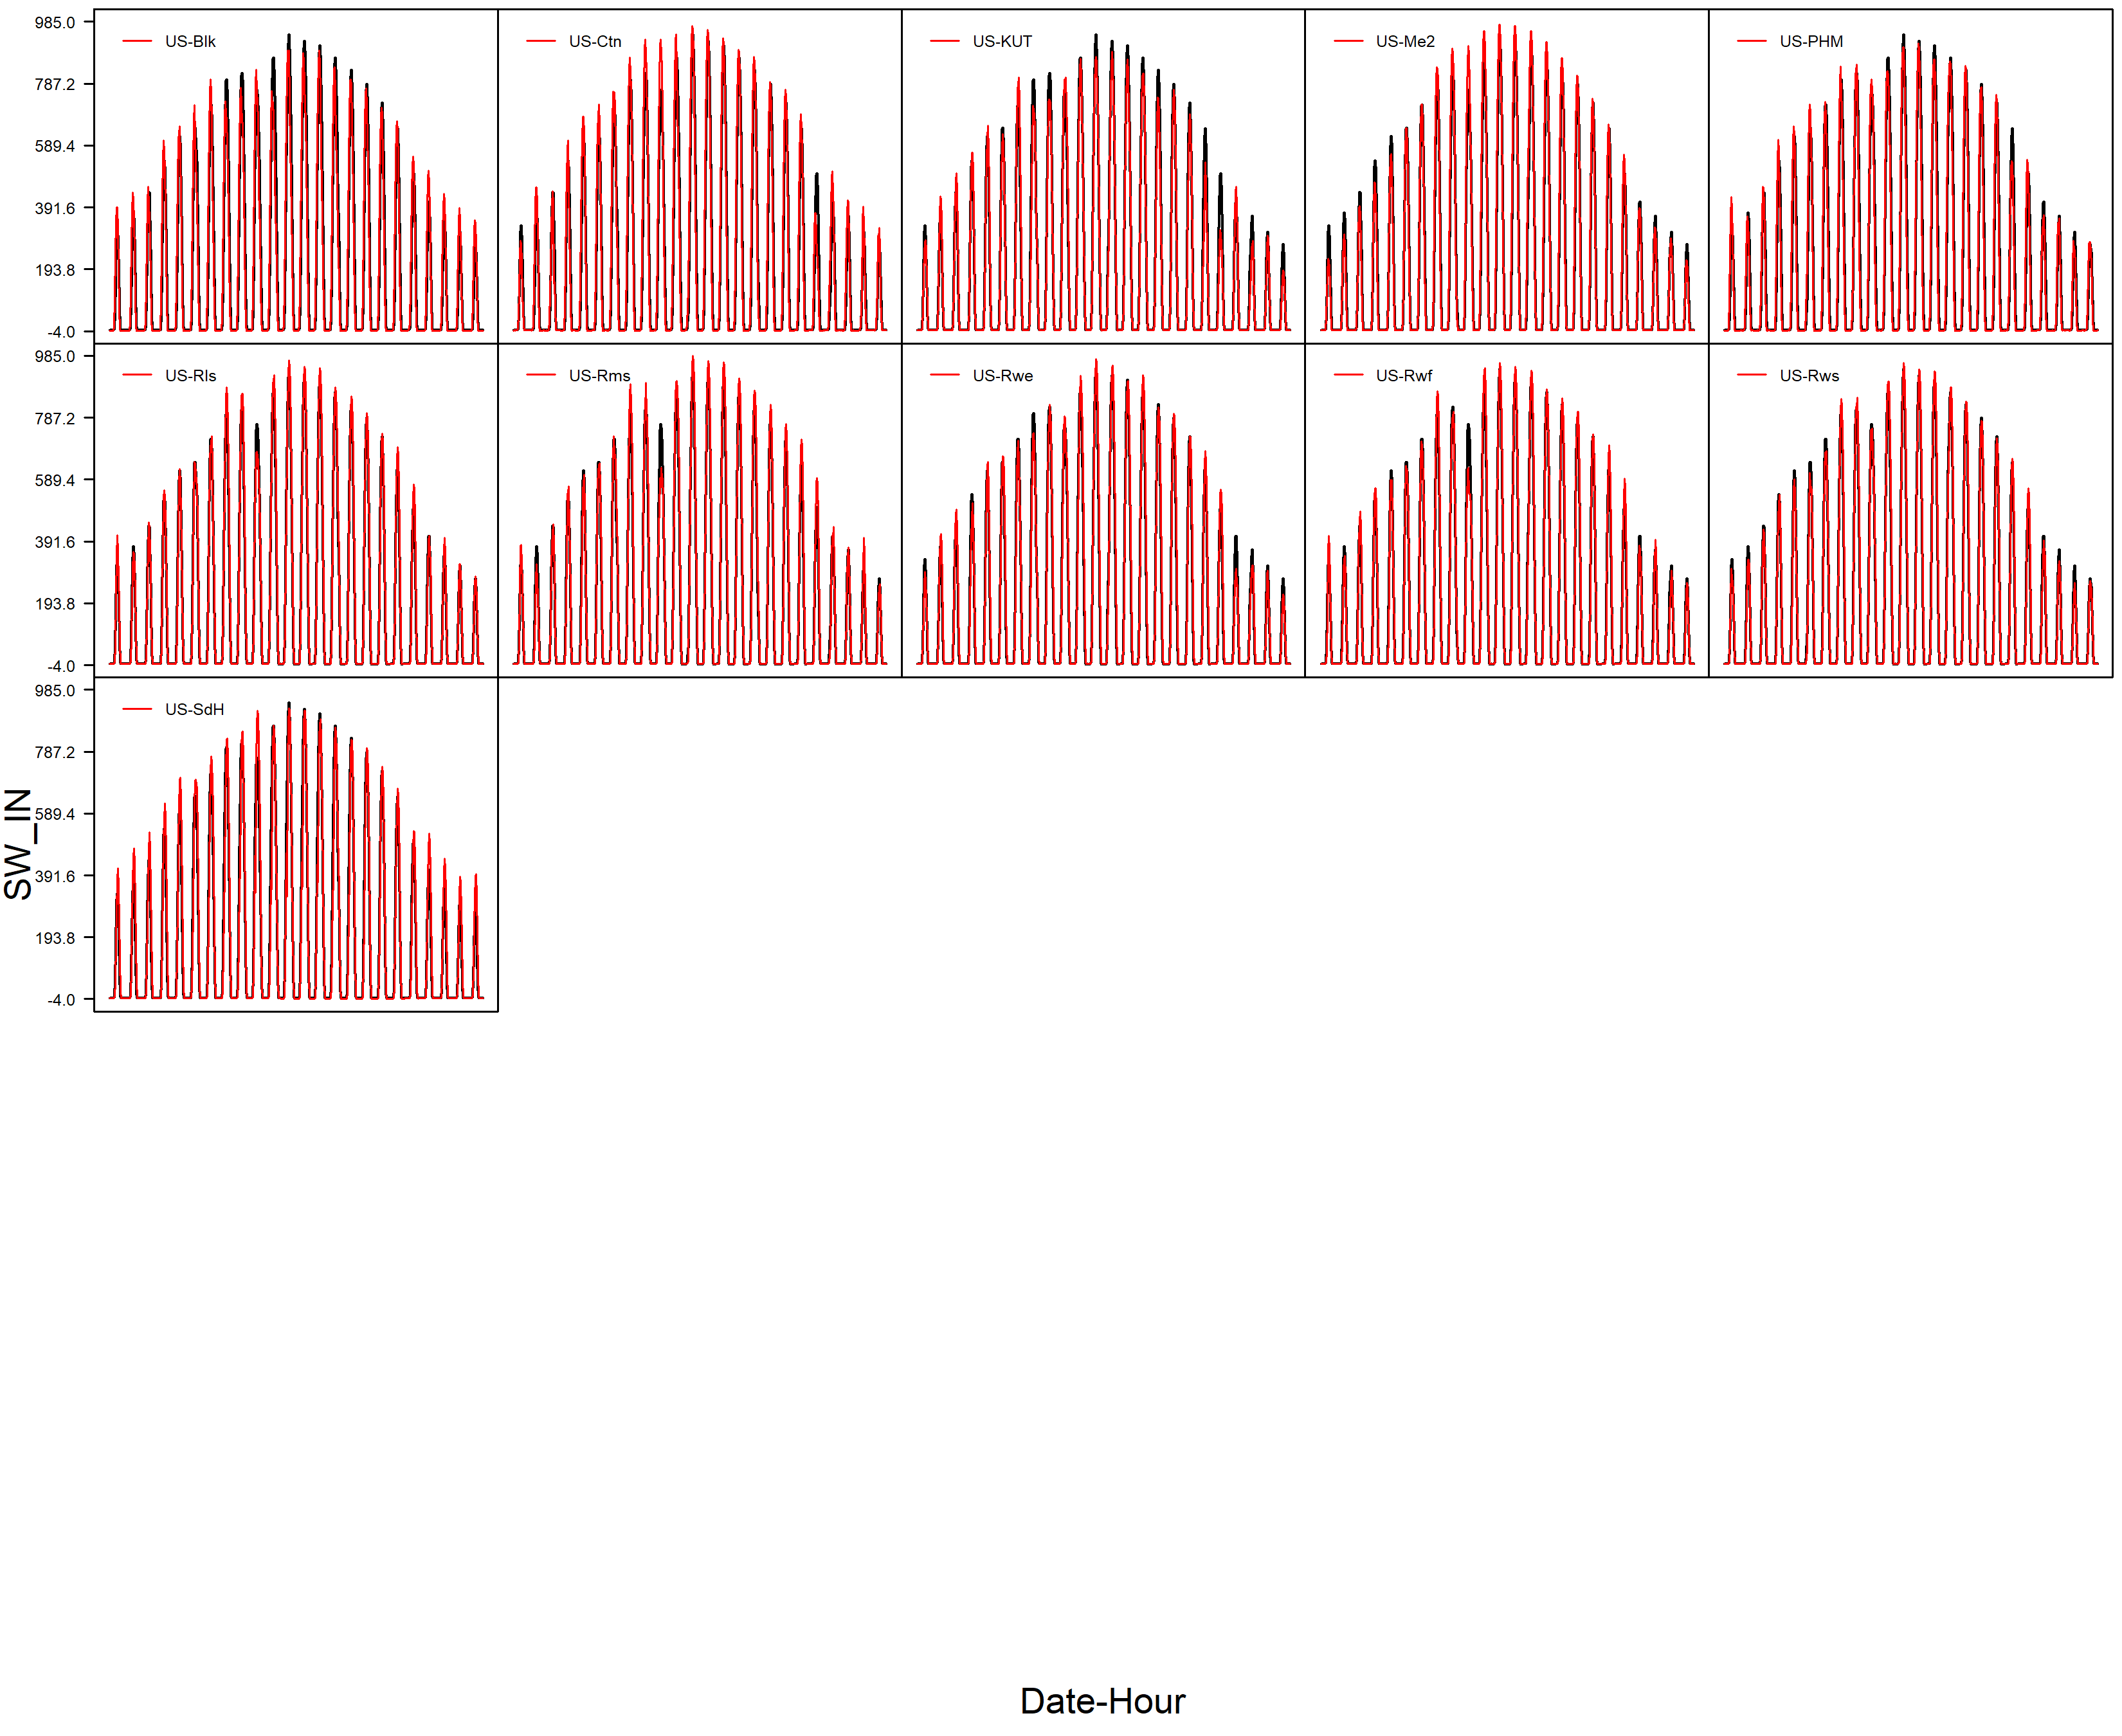 985.0
787.2
589.4
391.6
193.8
-4.0
US-Blk
US-Ctn
US-KUT
US-Me2
US-PHM
985.0
787.2
589.4
391.6
193.8
-4.0
US-Rls
US-Rms
US-Rwe
US-Rwf
US-Rws
985.0
787.2
589.4
391.6
193.8
-4.0
US-SdH
SW_IN
Date-Hour